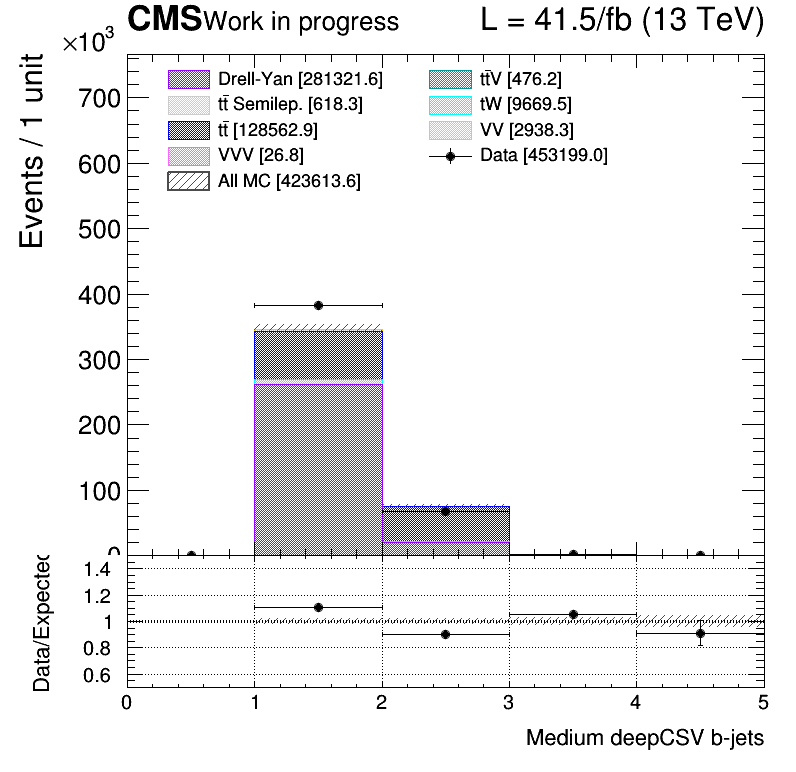 CMS Work in progress L = 41.5/fb (13 TeV)
×10³
Drell-Yan [281321.6] tt̄V [476.2]
tt̄ Semilep. [618.3] tW [9669.5]
tt̄ [128562.9] VV [2938.3]
VVV [26.8] Data [453199.0]
All MC [423613.6]
Events / 1 unit
700
600
500
400
300
200
100
0
Data/Expected
1.4
1.2
1
0.8
0.6
0 1 2 3 4 5
Medium deepCSV b-jets